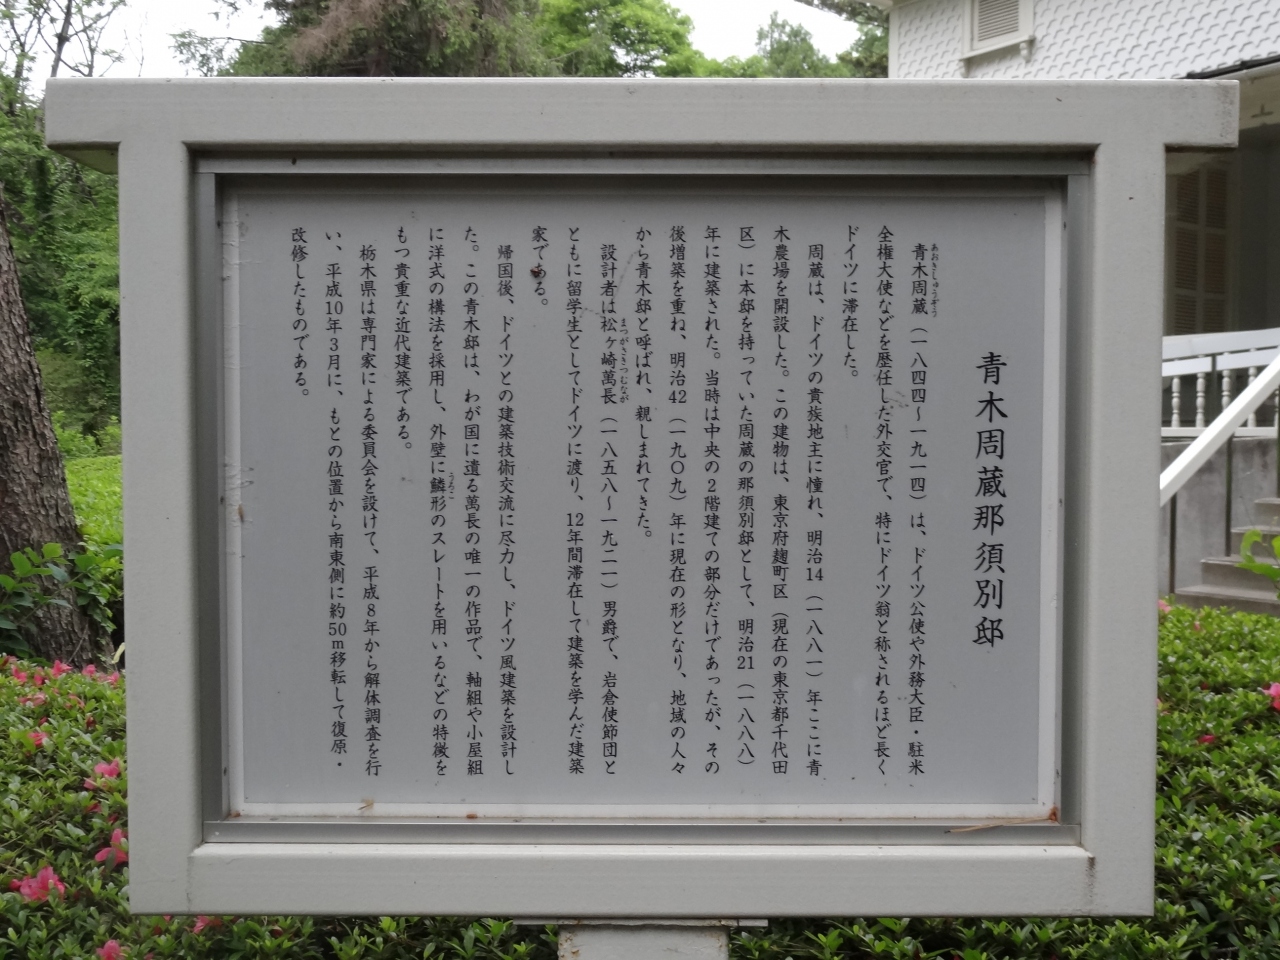 青木周蔵那須別邸
あおきしゅうぞう
青木周蔵（一八四四～一九一四）は、ドイツ公使や外務大臣・駐米
全権大使などを歴任した外交官で、特にドイツ翁と称されるほど長く
ドイツに滞在した。
周蔵は、ドイツの貴族地主に憧れ、明治14（一八八一）年ここに青
木農場を開設した。この建物は、東京府麹町区（現在の東京都千代田
区）に本邸を持っていた周蔵の那須別邸として、明治21（一八八八）
年に建築された。当時は中央の2階建ての部分だけであったが、その
後増築を重ね、明治42（一九〇九）年に現在の形となり、地域の人々
から青木邸と呼ばれ、親しまれてきた。
まつがさきつむなが
設計者は松ヶ崎萬長（一八五八～一九二一）男爵で、岩倉使節団と
ともに留学生としてドイツに渡り、12年間滞在して建築を学んだ建築
家である。
帰国後、ドイツとの建築技術交流に尽力し、ドイツ風建築を設計し
た。この青木邸は、わが国に遺る萬長の唯一の作品で、軸組や小屋組
うろこ
に洋式の構法を採用し、外壁に鱗形のスレートを用いるなどの特徴を
もつ貴重な近代建築である。
栃木県は専門家による委員会を設けて、平成8年から解体調査を行
い、平成10年3月に、もとの位置から南東側に約50m移転して復原・
改修したものである。